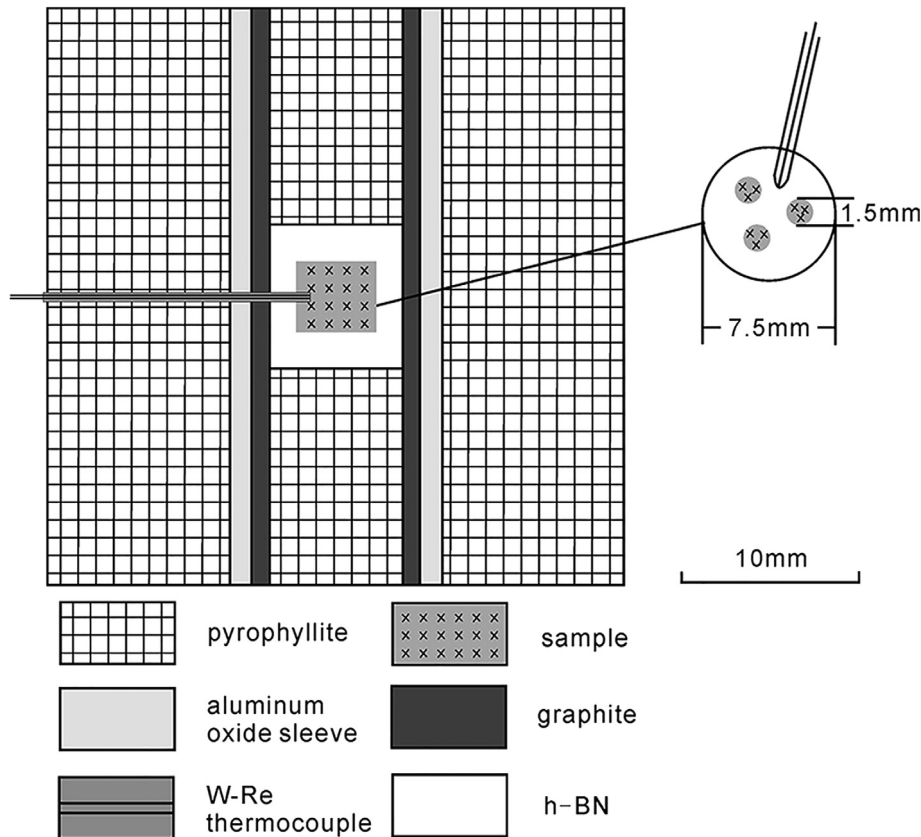 1.5mm
7.5mm
10mm
pyrophyllite
sample
aluminum
oxide sleeve
graphite
W-Re
thermocouple
h-BN